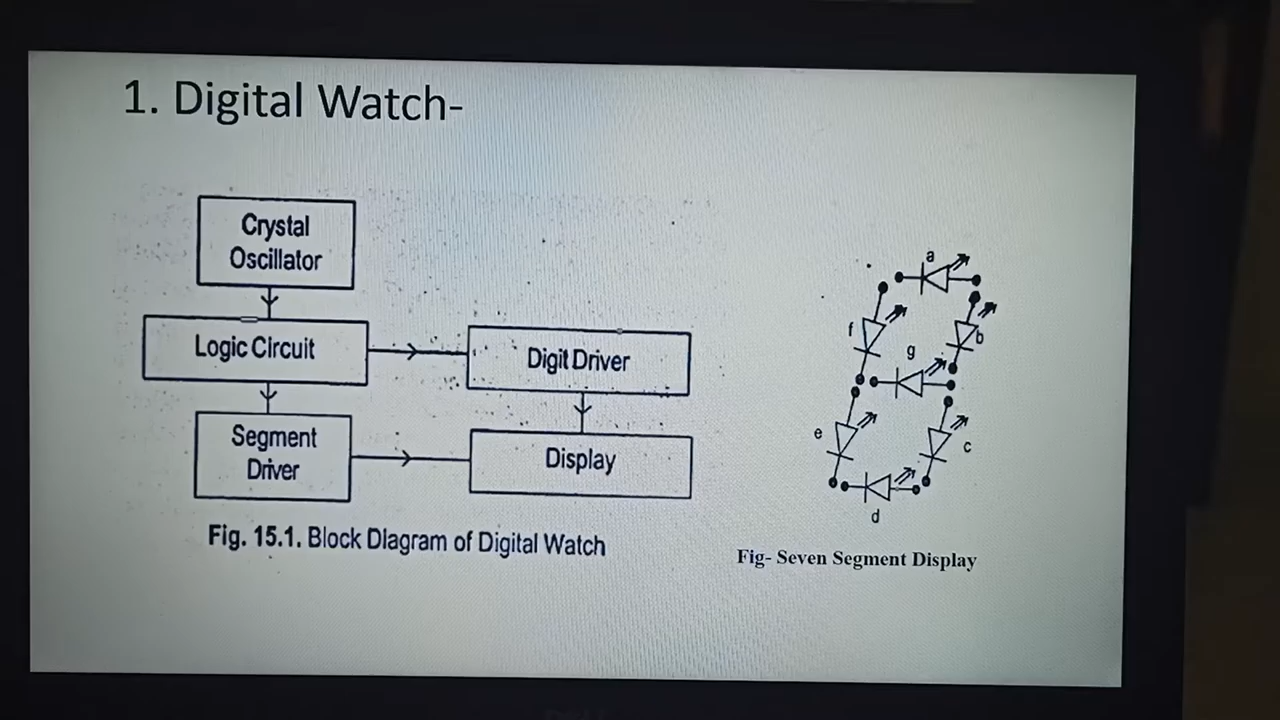 1. Digital Watch-
Crystal
Oscillator
Logic Circuit
Digit Driver
Segment
Driver
Display
Fig. 15.1. Block Diagram of Digital Watch
a
b
f
g
e
c
d
Fig- Seven Segment Display